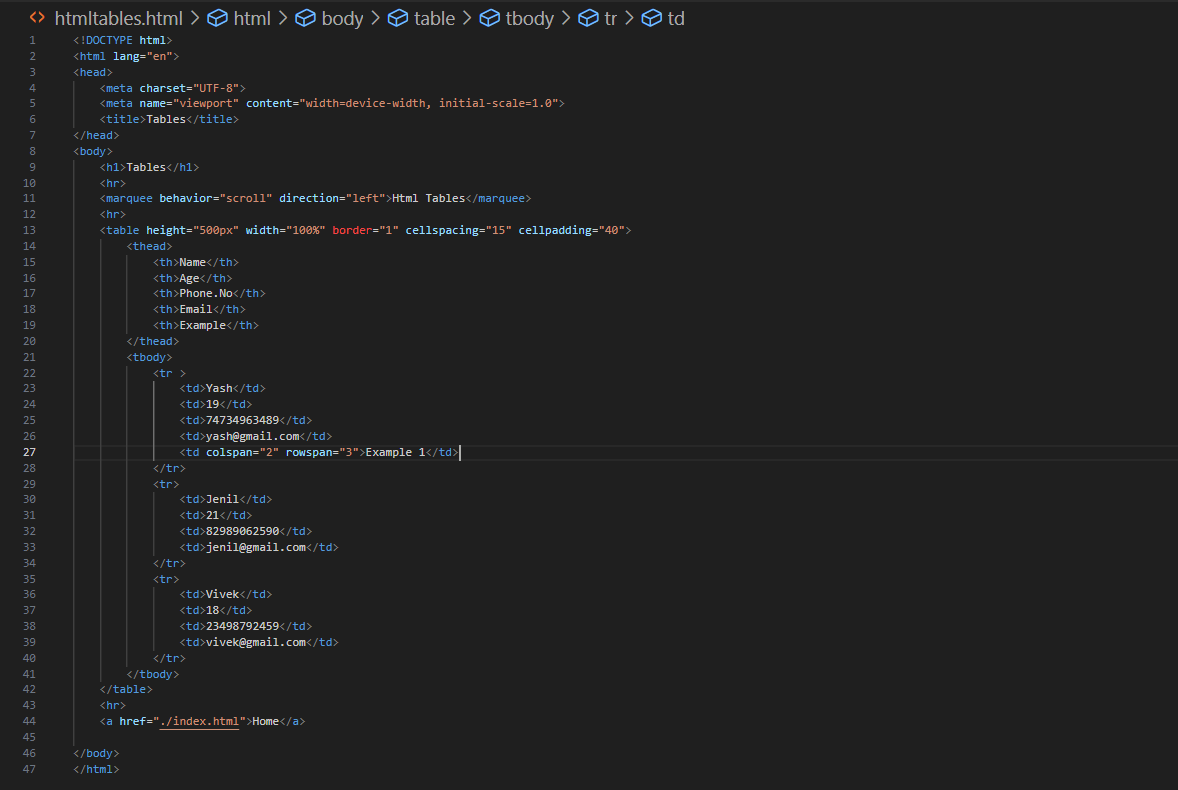 htmltables.html > html > body > table > tbody > tr > td
1 <!DOCTYPE html>
2 <html lang="en">
3 <head>
4 <meta charset="UTF-8">
5 <meta name="viewport" content="width=device-width, initial-scale=1.0">
6 <title>Tables</title>
7 </head>
8 <body>
9 <h1>Tables</h1>
10 <hr>
11 <marquee behavior="scroll" direction="left">Html Tables</marquee>
12 <hr>
13 <table height="500px" width="100%" border="1" cellspacing="15" cellpadding="40">
14 <thead>
15 <th>Name</th>
16 <th>Age</th>
17 <th>Phone.No</th>
18 <th>Email</th>
19 <th>Example</th>
20 </thead>
21 <tbody>
22 <tr >
23 <td>Yash</td>
24 <td>19</td>
25 <td>74734963489</td>
26 <td>yash@gmail.com</td>
27 <td colspan="2" rowspan="3">Example 1</td>
28 </tr>
29 <tr>
30 <td>Jenil</td>
31 <td>21</td>
32 <td>82989062590</td>
33 <td>jenil@gmail.com</td>
34 </tr>
35 <tr>
36 <td>Vivek</td>
37 <td>18</td>
38 <td>23498792459</td>
39 <td>vivek@gmail.com</td>
40 </tr>
41 </tbody>
42 </table>
43 <hr>
44 <a href="./index.html">Home</a>
45
46 </body>
47 </html>